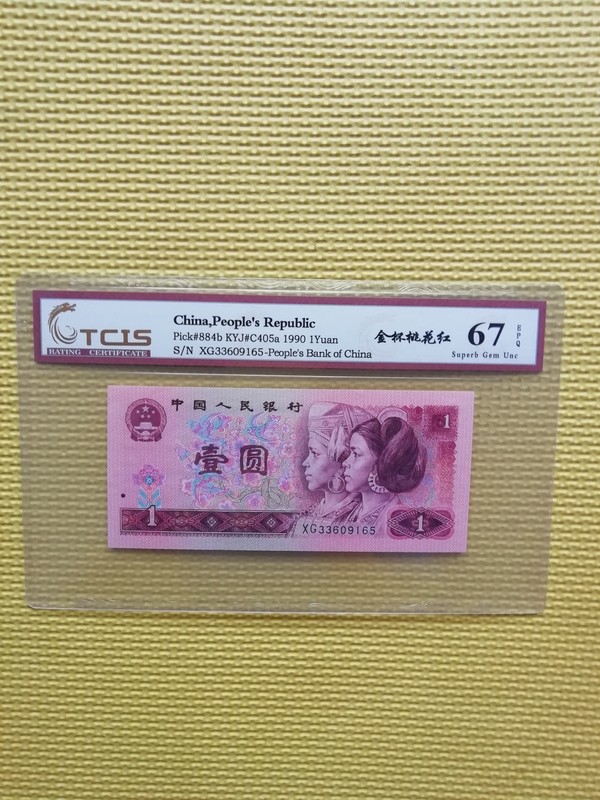 TCIS
RATING CERTIFICATE
China,People's Republic
Pick#884b KYJ#C405a 1990 1Yuan
S/N XG33609165-People's Bank of China
金杯桃花红
67
EPQ
Superb Gem Unc
中国人民银行
1
壹圆
1
XG33609165
1